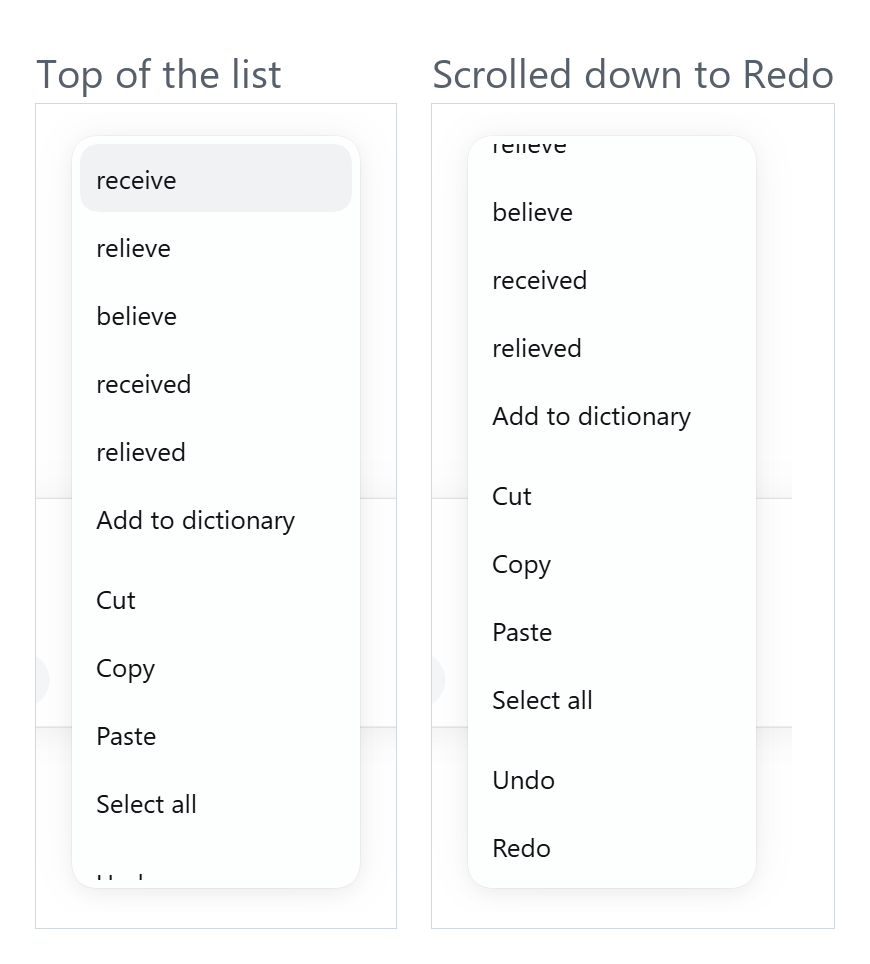 Top of the list
receive
relieve
believe
received
relieved
Add to dictionary
Cut
Copy
Paste
Select all
Scrolled down to Redo
relieve
believe
received
relieved
Add to dictionary
Cut
Copy
Paste
Select all
Undo
Redo